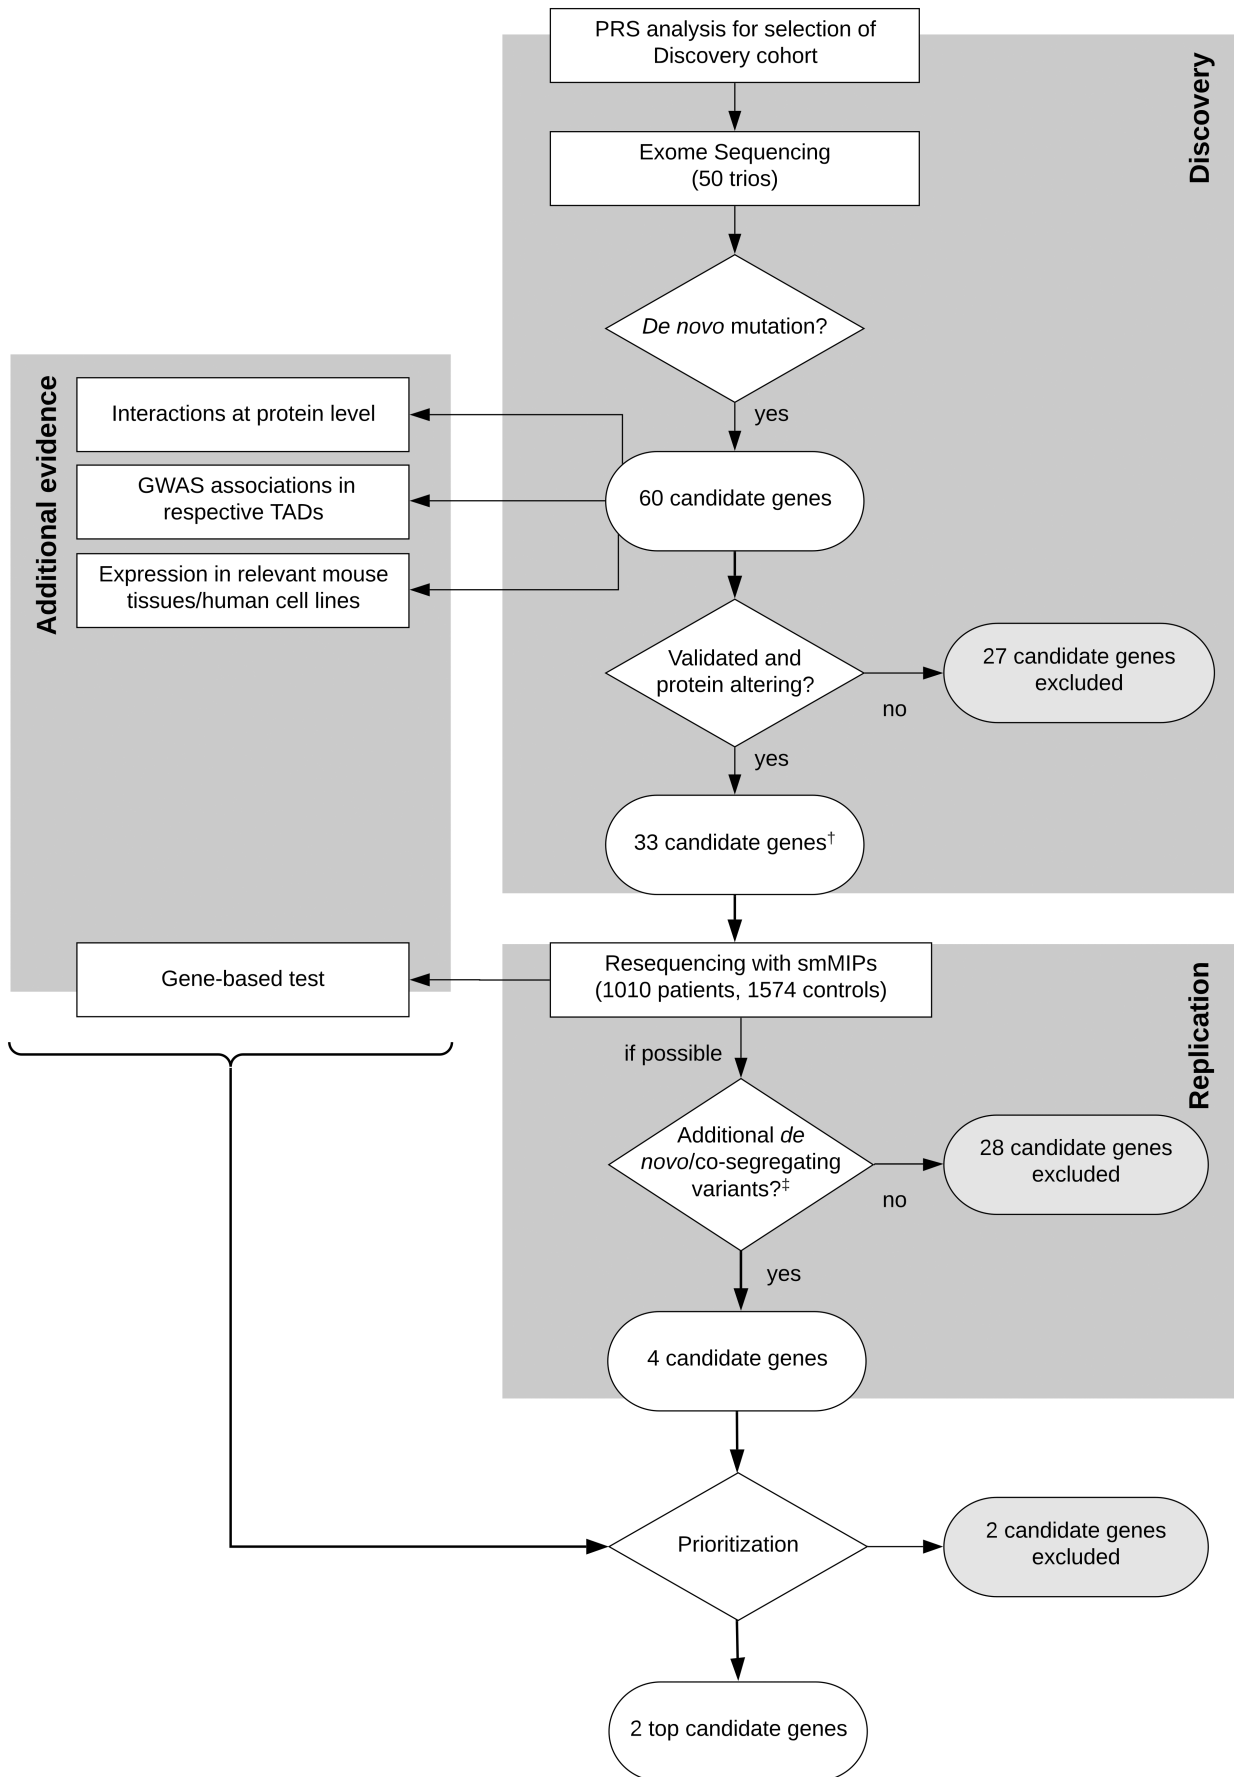 PRS analysis for selection of
Discovery cohort
Discovery
Exome Sequencing
(50 trios)
De novo mutation?
yes
Additional evidence
Interactions at protein level
GWAS associations in
respective TADs
Expression in relevant mouse
tissues/human cell lines
60 candidate genes
Validated and
protein altering?
no
27 candidate genes
excluded
yes
33 candidate genes†
Gene-based test
Resequencing with smMIPs
(1010 patients, 1574 controls)
Replication
if possible
Additional de
novo/co-segregating
variants?‡
no
28 candidate genes
excluded
yes
4 candidate genes
Prioritization
2 candidate genes
excluded
2 top candidate genes